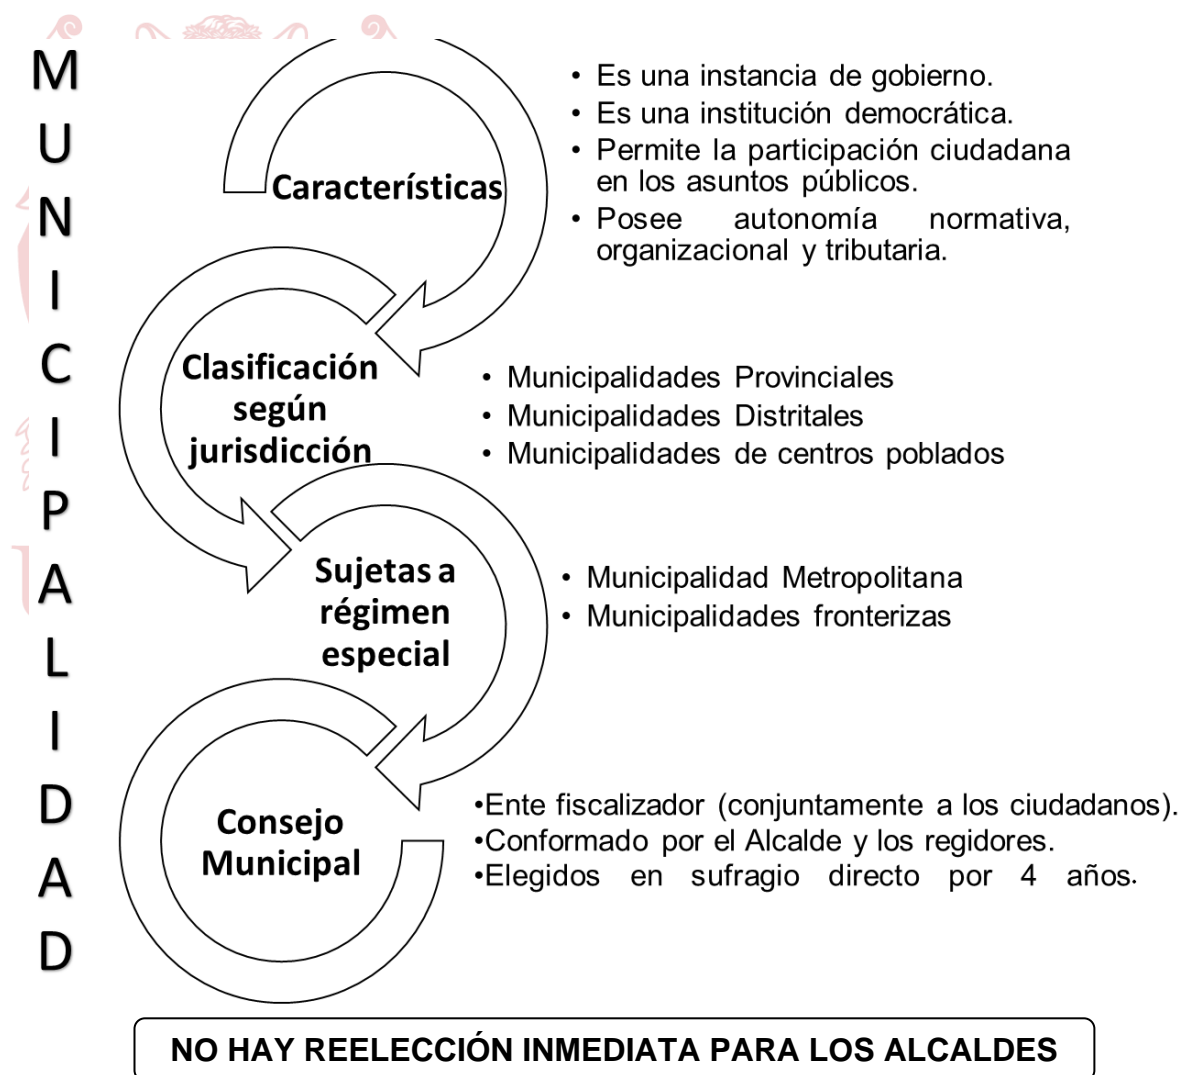 MUNICIPALIDAD
Características
• Es una instancia de gobierno.
• Es una institución democrática.
• Permite la participación ciudadana
en los asuntos públicos.
• Posee autonomía normativa,
organizacional y tributaria.
Clasificación
según
jurisdicción
• Municipalidades Provinciales
• Municipalidades Distritales
• Municipalidades de centros poblados
Sujetas a
régimen
especial
• Municipalidad Metropolitana
• Municipalidades fronterizas
Consejo
Municipal
•Ente fiscalizador (conjuntamente a los ciudadanos).
•Conformado por el Alcalde y los regidores.
•Elegidos en sufragio directo por 4 años.
NO HAY REELECCIÓN INMEDIATA PARA LOS ALCALDES